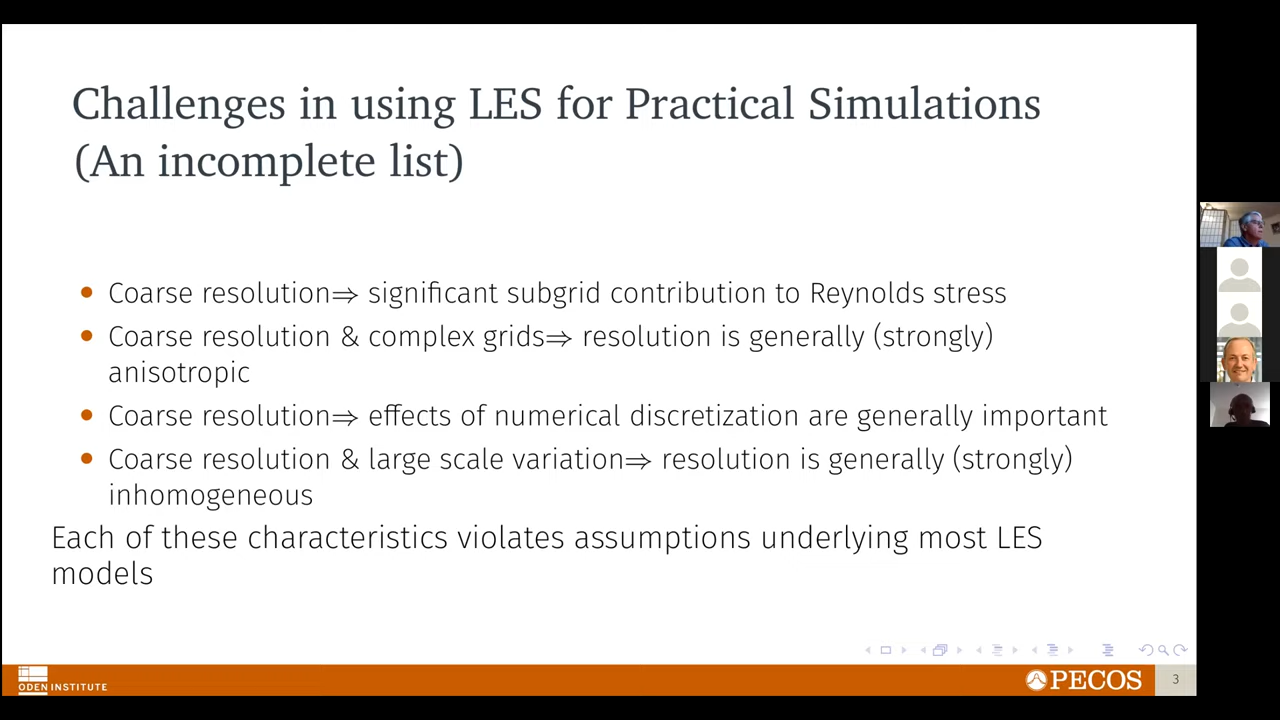 Challenges in using LES for Practical Simulations
(An incomplete list)
• Coarse resolution⇒ significant subgrid contribution to Reynolds stress
• Coarse resolution & complex grids⇒ resolution is generally (strongly)
anisotropic
• Coarse resolution⇒ effects of numerical discretization are generally important
• Coarse resolution & large scale variation⇒ resolution is generally (strongly)
inhomogeneous
Each of these characteristics violates assumptions underlying most LES
models
ODEN INSTITUTE
PECOS
3